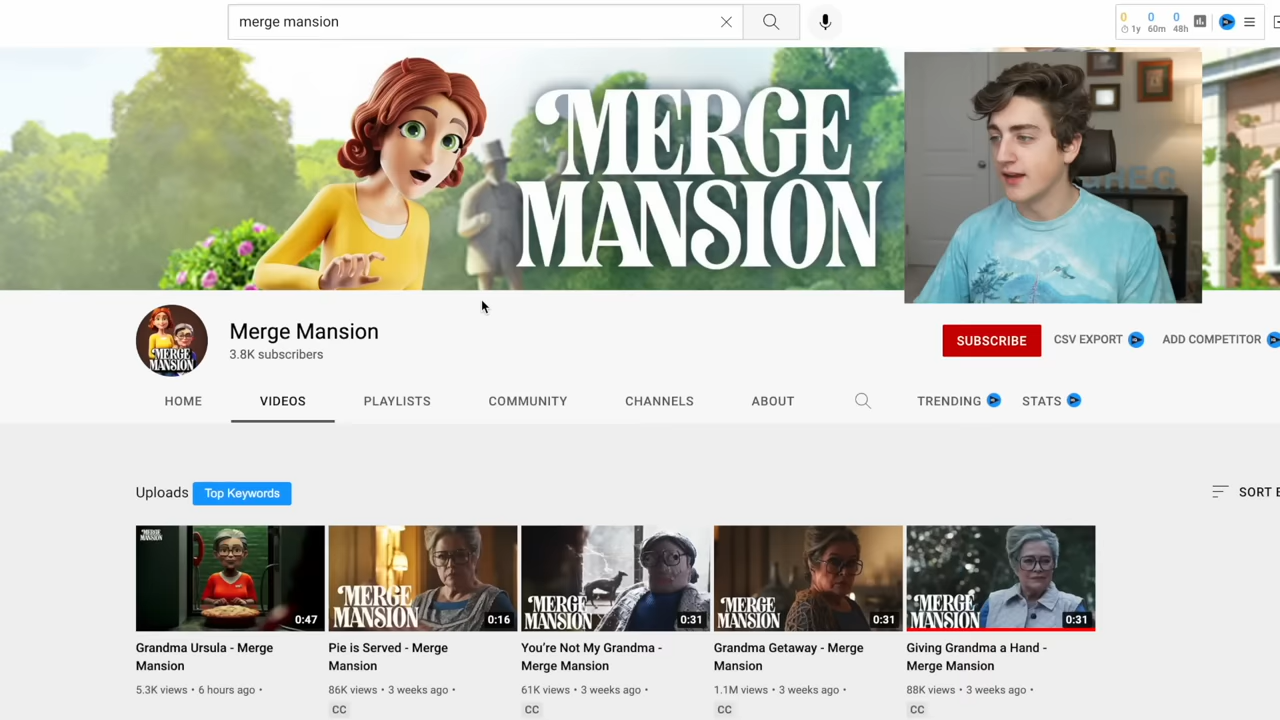 merge mansion
0 0 0
1y 60m 48h
MERGE
MANSION
Merge Mansion
3.8K subscribers
SUBSCRIBE
CSV EXPORT
ADD COMPETITOR
HOME
VIDEOS
PLAYLISTS
COMMUNITY
CHANNELS
ABOUT
TRENDING
STATS
Uploads
Top Keywords
SORT
MERGE
MANSION
0:47
MERGE
MANSION
0:16
MERGE
MANSION
0:31
MERGE
MANSION
0:31
MERGE
MANSION
0:31
Grandma Ursula - Merge
Mansion
5.3K views • 6 hours ago •
Pie is Served - Merge
Mansion
86K views • 3 weeks ago •
CC
You're Not My Grandma -
Merge Mansion
61K views • 3 weeks ago •
CC
Grandma Getaway - Merge
Mansion
1.1M views • 3 weeks ago •
CC
Giving Grandma a Hand -
Merge Mansion
88K views • 3 weeks ago •
CC